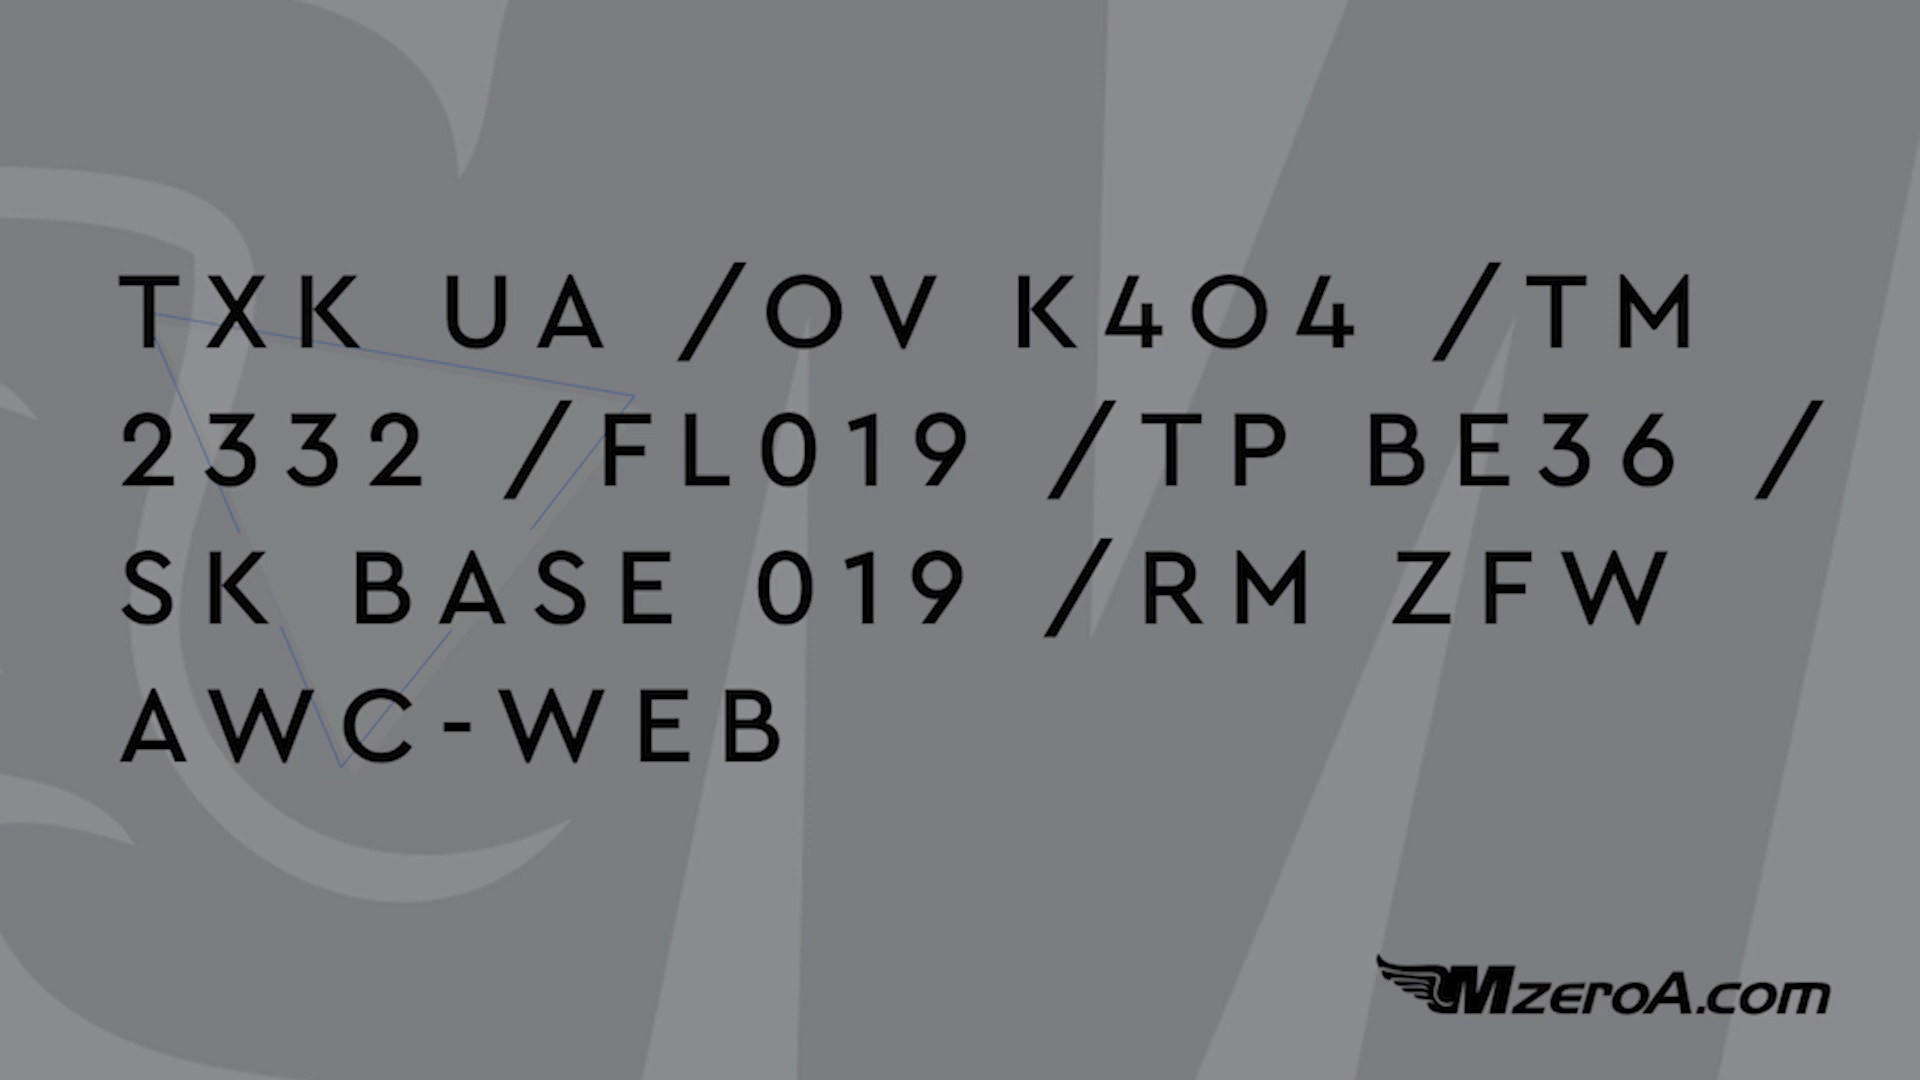 TXK UA /OV K4O4 /TM
2332 /FL019 /TP BE36 /
SK BASE 019 /RM ZFW
AWC-WEB
MzeroA.com